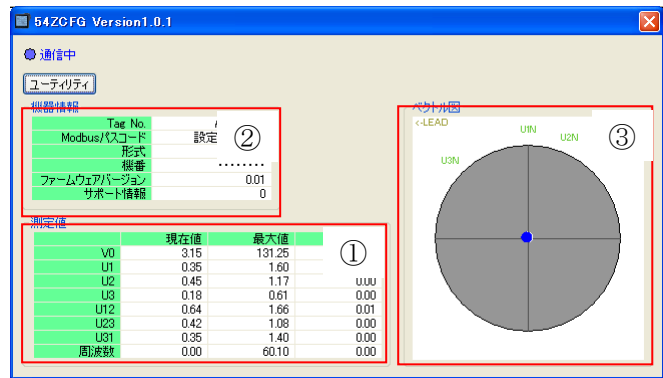 54ZCFG Version1.0.1
通信中
ユーティリティ
機器情報
Tag No.
Modbusパスコード 設定
形式
機番 ........
ファームウェアバージョン 0.01
サポート情報 0
②
測定値
現在値 最大値
V0 3.15 131.25
U1 0.35 1.60
U2 0.45 1.17 0.00
U3 0.18 0.61 0.00
U12 0.64 1.66 0.01
U23 0.42 1.08 0.00
U31 0.35 1.40 0.00
周波数 0.00 60.10 0.00
①
ベクトル図
<-LEAD
U1N
U2N
U3N
③